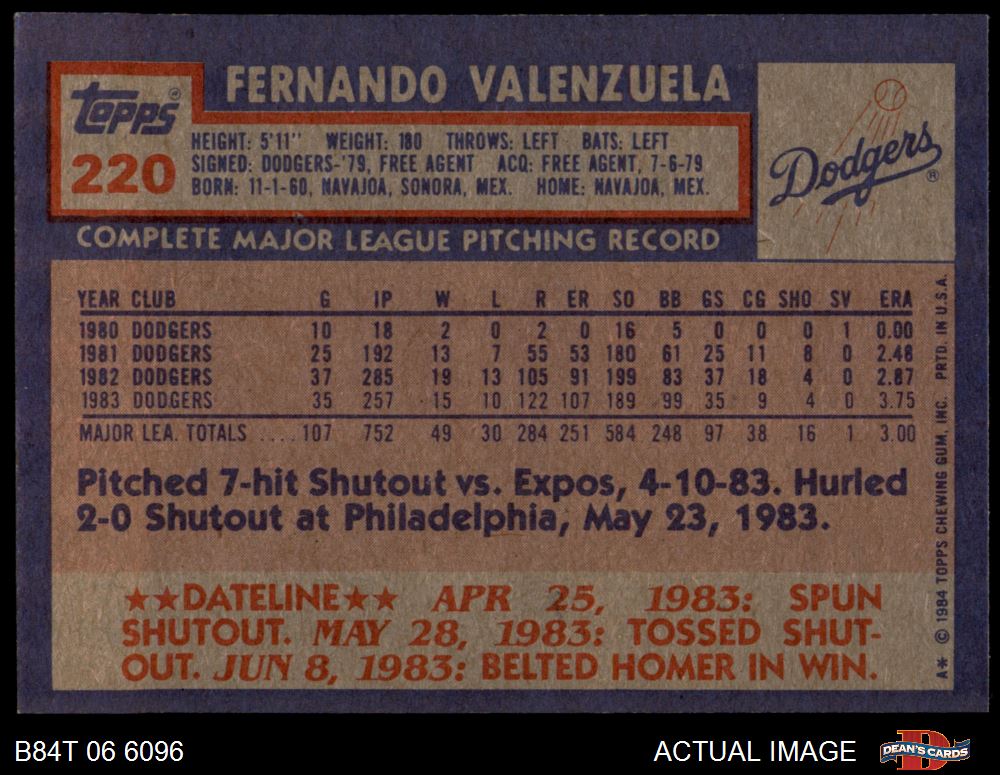 Topps ®
220
FERNANDO VALENZUELA
HEIGHT: 5'11" WEIGHT: 180 THROWS: LEFT BATS: LEFT
SIGNED: DODGERS-'79, FREE AGENT ACQ: FREE AGENT, 7-6-79
BORN: 11-1-60, NAVAJOA, SONORA, MEX. HOME: NAVAJOA, MEX.
Dodgers ®
COMPLETE MAJOR LEAGUE PITCHING RECORD
YEAR CLUB G IP W L R ER SO BB GS CG SHO SV ERA
1980 DODGERS 10 18 2 0 2 0 16 5 0 0 0 1 0.00
1981 DODGERS 25 192 13 7 55 53 180 61 25 11 8 0 2.48
1982 DODGERS 37 285 19 13 105 91 199 83 37 18 4 0 2.87
1983 DODGERS 35 257 15 10 122 107 189 99 35 9 4 0 3.75
MAJOR LEA. TOTALS .... 107 752 49 30 284 251 584 248 97 38 16 1 3.00
Pitched 7-hit Shutout vs. Expos, 4-10-83. Hurled
2-0 Shutout at Philadelphia, May 23, 1983.
★★DATELINE★★ APR 25, 1983: SPUN
SHUTOUT. MAY 28, 1983: TOSSED SHUT-
OUT. JUN 8, 1983: BELTED HOMER IN WIN.
A* © 1984 TOPPS CHEWING GUM, INC. PRTD. IN U.S.A.
B84T 06 6096
ACTUAL IMAGE
D
DEAN'S CARDS